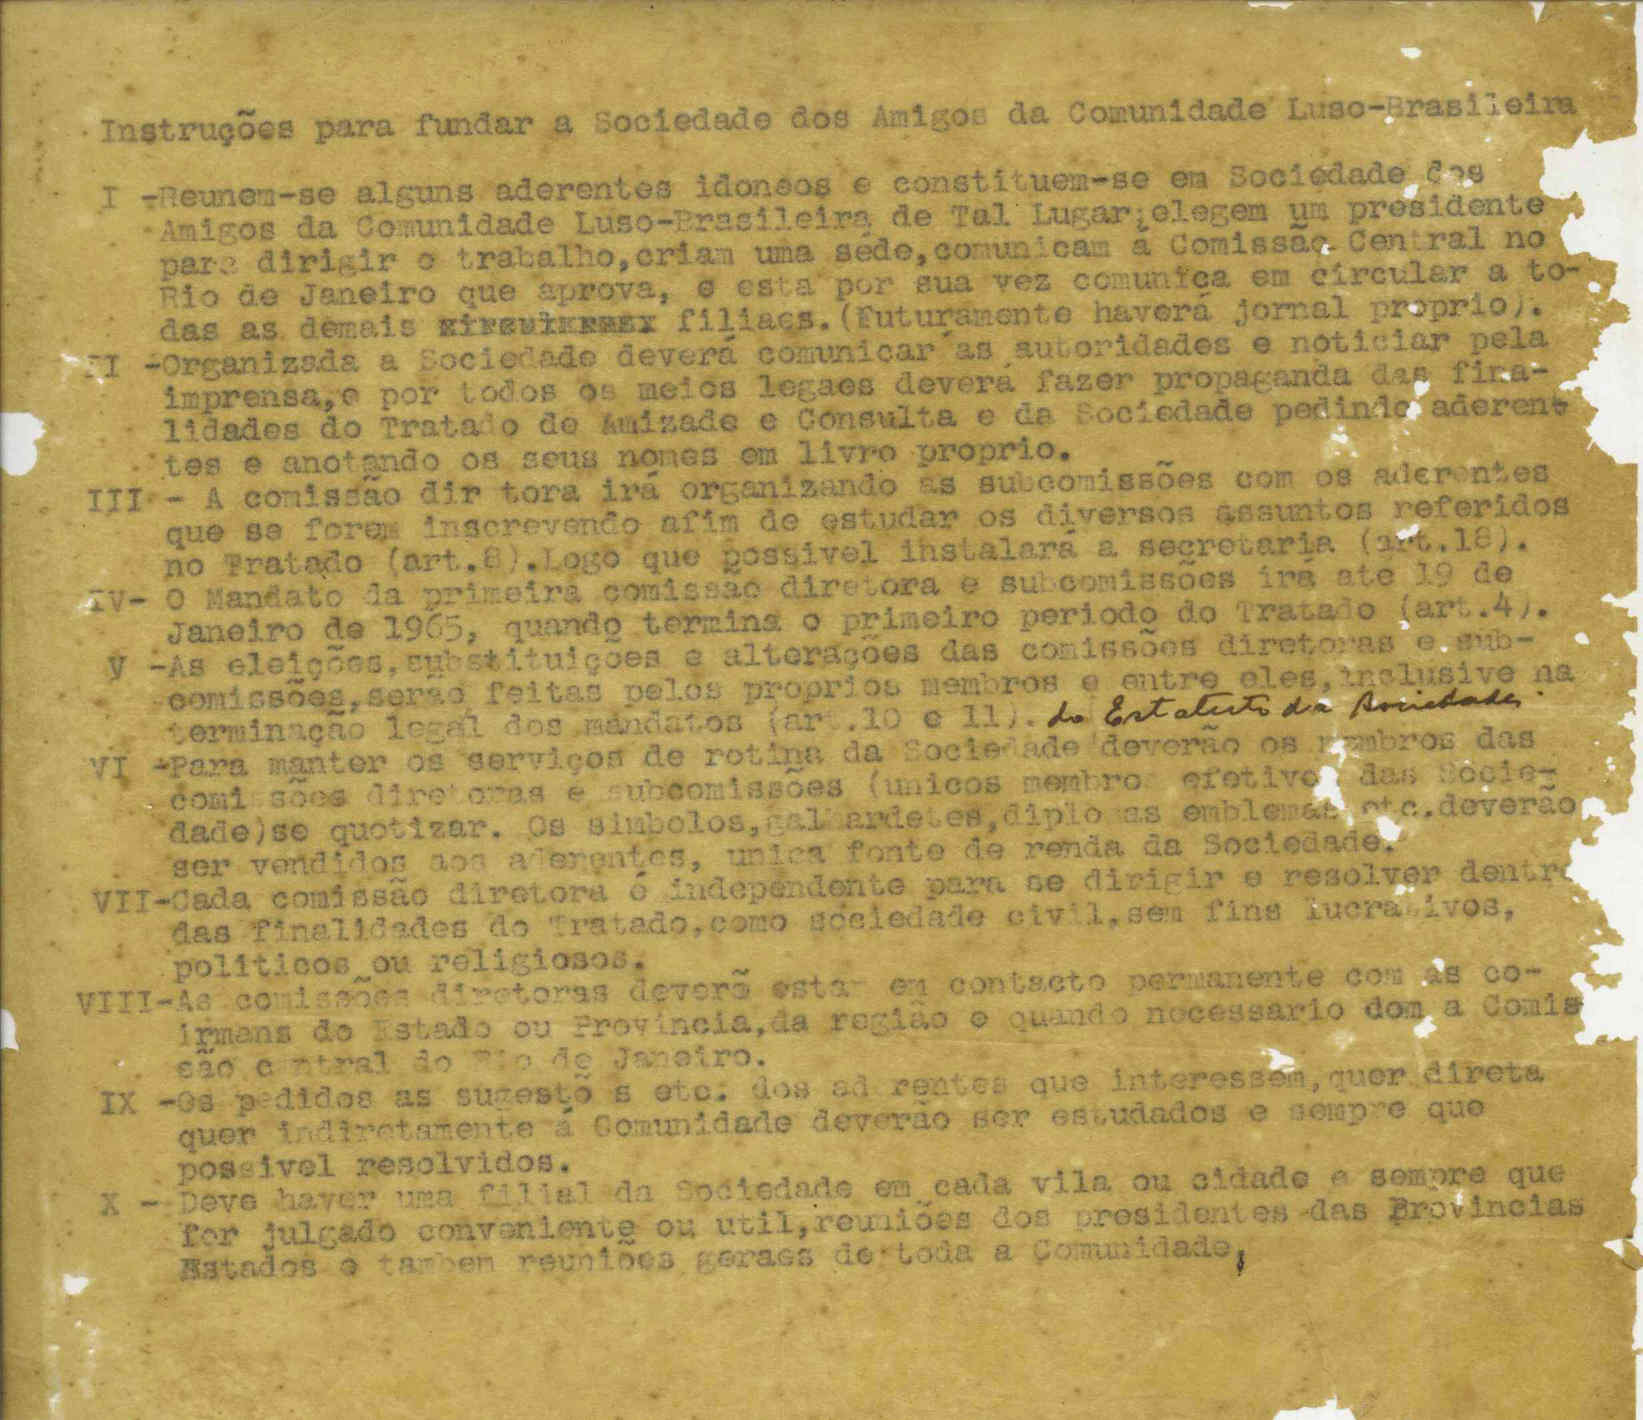 Instruções para fundar a Sociedade dos Amigos da Comunidade Luso-Brasileira
I -Reunem-se alguns aderentes idoneos e constituem-se em Sociedade dos
Amigos da Comunidade Luso-Brasileira de Tal Lugar;elegem um presidente
para dirigir o trabalho,criam uma séde,comunicam á Comissão Central no
Rio de Janeiro que aprova, e esta por sua vez comunica em circular a to-
das as demais filiaes.(Futuramente haverá jornal proprio).
II -Organizada a Sociedade deverá comunicar as autoridades e noticiar pela
imprensa,e por todos os meios legaes deverá fazer propaganda das fina-
lidades do Tratado de Amizade e Consulta e da Sociedade pedindo aderen-
tes e anotando os seus nomes em livro proprio.
III - A comissão dir tora irá organizando as subcomissões com os aderentes
que se forem inscrevendo afim de estudar os diversos assuntos referidos
no Tratado (art.8).Logo que possivel instalará a secretaria (art.18).
IV- O Mandato da primeira comissão diretora e subcomissões irá ate 19 de
Janeiro de 1965, quando termina o primeiro periodo do Tratado (art.4).
V -As eleições,substituições e alterações das comissões diretoras e sub-
comissões,serão feitas pelos proprios membros e entre eles,inclusive na
terminação legal dos mandatos (art.10 e 11). do Estatuto da Sociedade.
VI -Para manter os serviços de rotina da Sociedade deverão os membros das
comissões diretoras e subcomissões (unicos membros efetivos das Socie-
dade)se quotizar. Os simbolos,galhardetes,diplomas emblemas etc.deverão
ser vendidos aos aderentes, unica fonte de renda da Sociedade.
VII-Cada comissão diretora é independente para se dirigir e resolver dentro
das finalidades do Tratado,como sociedade civil,sem fins lucrativos,
politicos ou religiosos.
VIII-As comissões diretoras deverã estar em contacto permanente com as co-
irmans do Estado ou Provincia,da região e quando necessario dom a Comis
são central do Rio de Janeiro.
IX -Os pedidos as sugestõ s etc. dos ad rentes que interessem,quer direta
quer indiretamente á Comunidade deverão ser estudados e sempre que
possivel resolvidos.
X - Deve haver uma filial da Sociedade em cada vila ou cidade e sempre que
for julgado conveniente ou util,reuniões dos presidentes das Provincias
Estados e tambem reuniões geraes de toda a Comunidade,